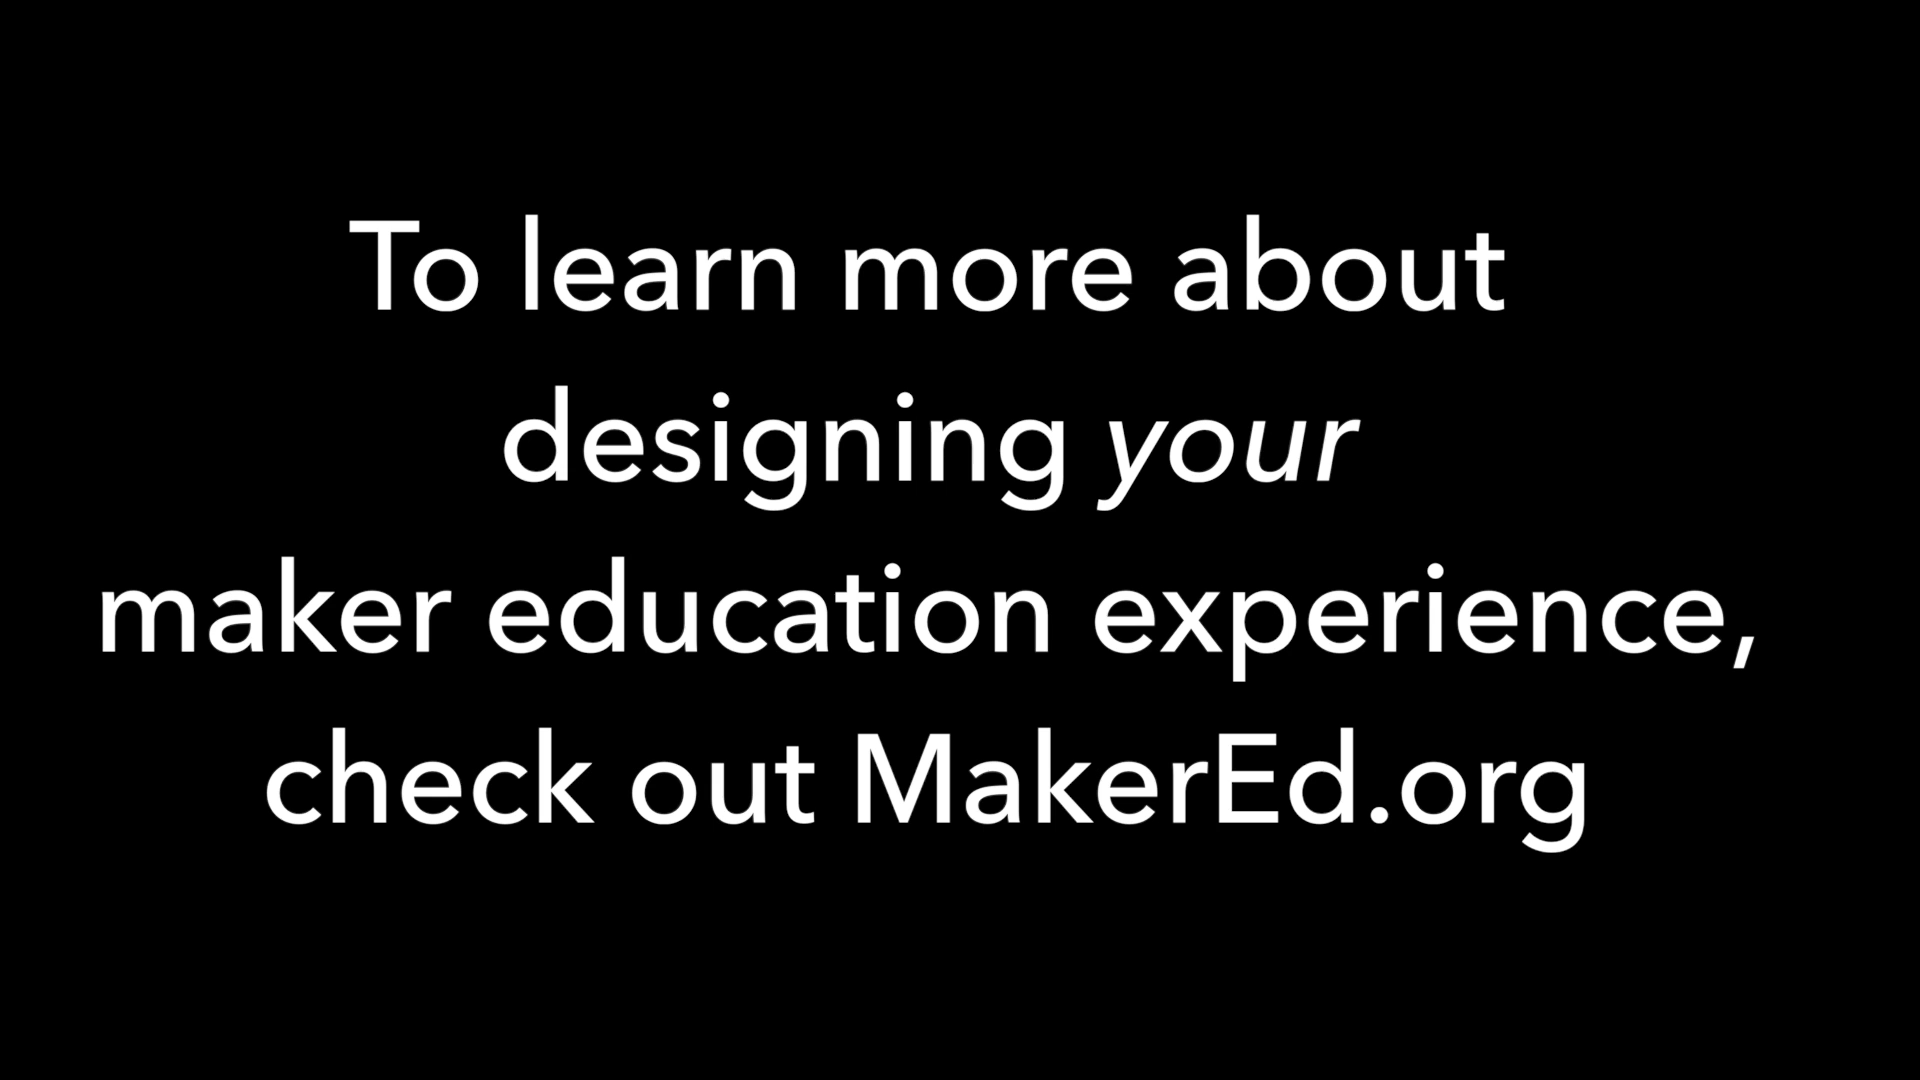 To learn more about
designing your
maker education experience,
check out MakerEd.org